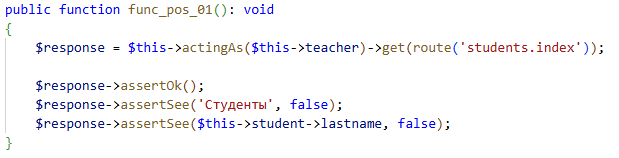 public function func_pos_01(): void
{
    $response = $this->actingAs($this->teacher)->get(route('students.index'));

    $response->assertOk();
    $response->assertSee('Студенты', false);
    $response->assertSee($this->student->lastname, false);
}